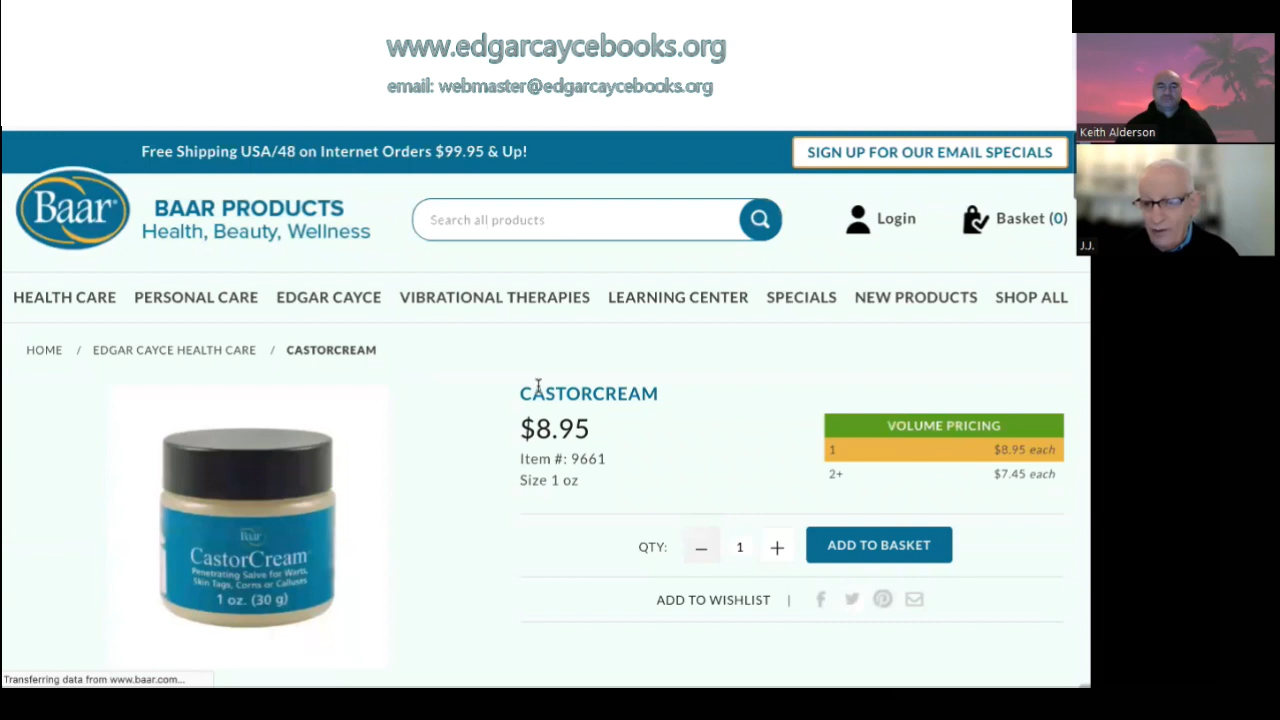 www.edgarcaycebooks.org
email: webmaster@edgarcaycebooks.org
Keith Alderson
J.J.
Free Shipping USA/48 on Internet Orders $99.95 & Up!
SIGN UP FOR OUR EMAIL SPECIALS
Baar
BAAR PRODUCTS
Health, Beauty, Wellness
Search all products
Login
Basket (0)
HEALTH CARE PERSONAL CARE EDGAR CAYCE VIBRATIONAL THERAPIES LEARNING CENTER SPECIALS NEW PRODUCTS SHOP ALL
HOME / EDGAR CAYCE HEALTH CARE / CASTORCREAM
CASTORCREAM
$8.95
Item #: 9661
Size 1 oz
VOLUME PRICING
1 $8.95 each
2+ $7.45 each
QTY: – 1 + ADD TO BASKET
ADD TO WISHLIST |
Baar
CastorCream
Penetrating Salve for Warts,
Skin Tags, Corns or Calluses
1 oz. (30 g)
Transferring data from www.baar.com...